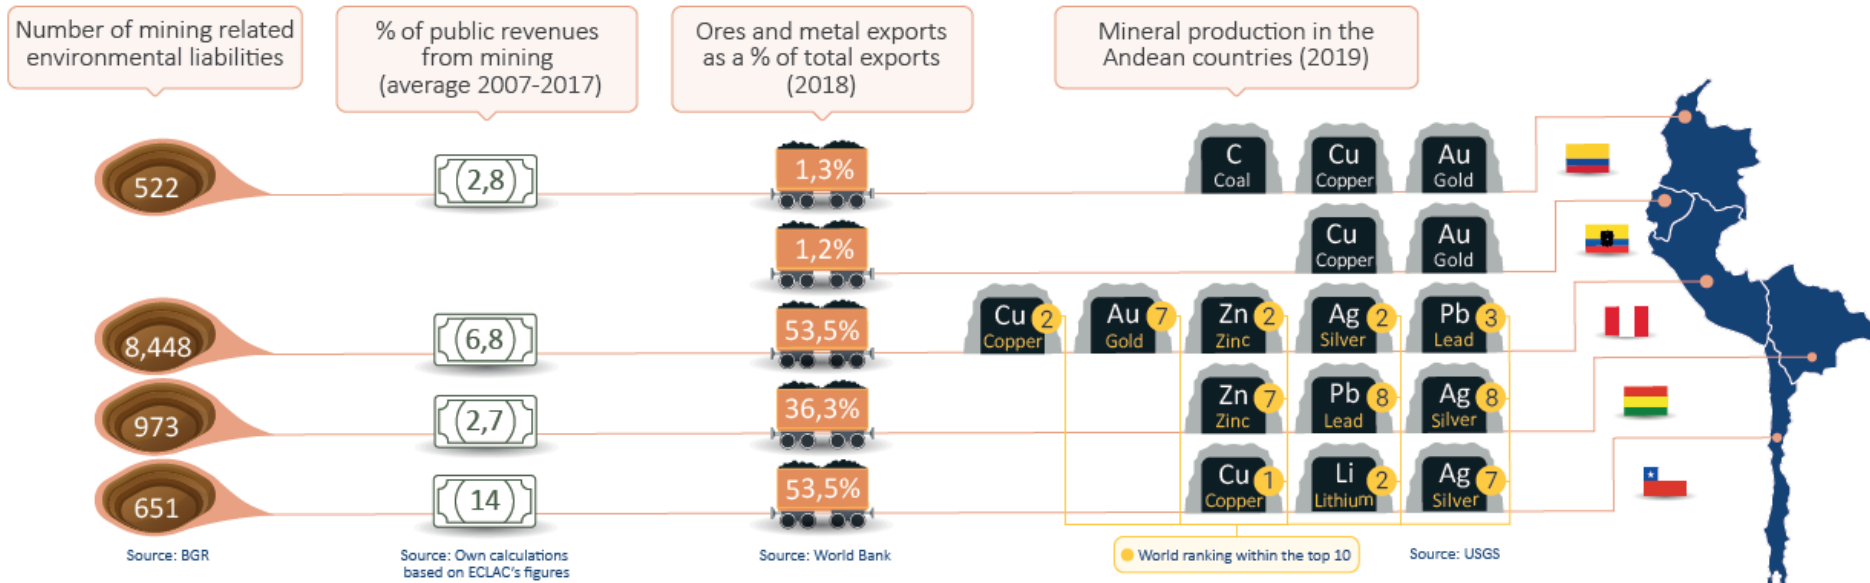 Number of mining related
environmental liabilities
% of public revenues
from mining
(average 2007-2017)
Ores and metal exports
as a % of total exports
(2018)
Mineral production in the
Andean countries (2019)
522
2,8
1,3%
C
Coal
Cu
Copper
Au
Gold
1,2%
Cu
Copper
Au
Gold
8,448
6,8
53,5%
Cu 2
Copper
Au 7
Gold
Zn 2
Zinc
Ag 2
Silver
Pb 3
Lead
973
2,7
36,3%
Zn 7
Zinc
Pb 8
Lead
Ag 8
Silver
651
14
53,5%
Cu 1
Copper
Li 2
Lithium
Ag 7
Silver
Source: BGR
Source: Own calculations
based on ECLAC's figures
Source: World Bank
World ranking within the top 10
Source: USGS